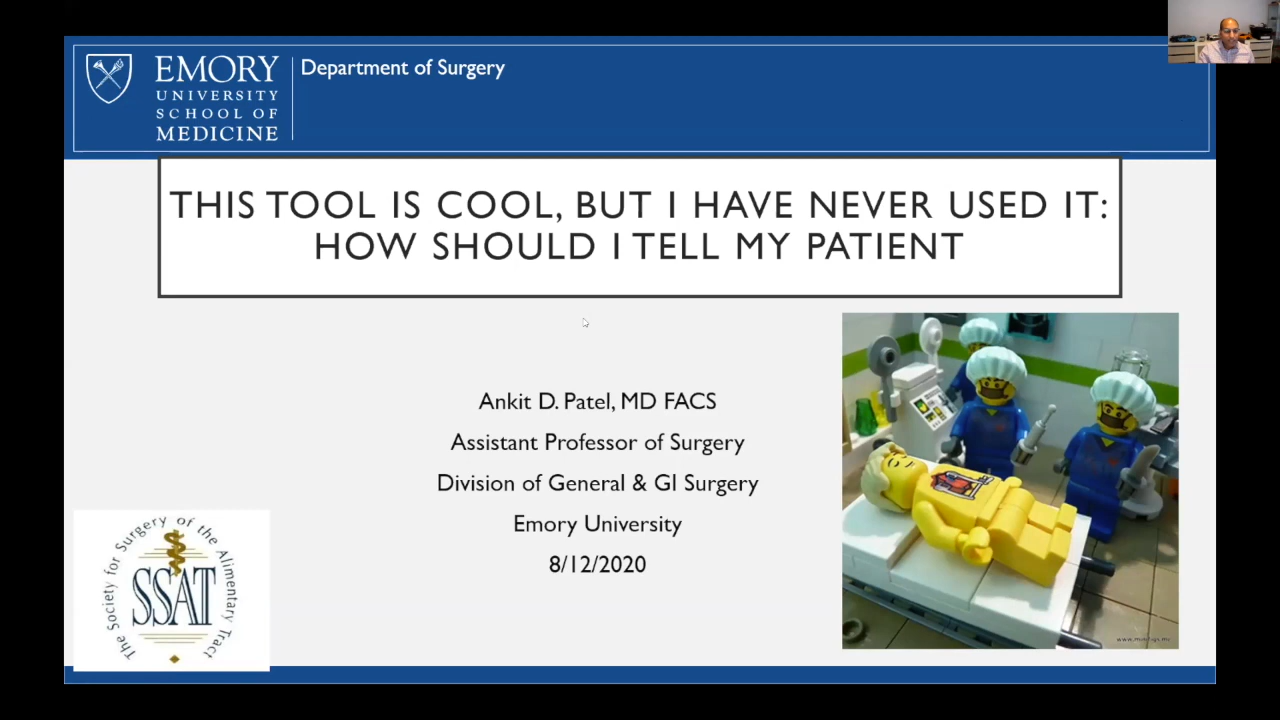 EMORY
UNIVERSITY
SCHOOL OF
MEDICINE
Department of Surgery
THIS TOOL IS COOL, BUT I HAVE NEVER USED IT:
HOW SHOULD I TELL MY PATIENT
Ankit D. Patel, MD FACS
Assistant Professor of Surgery
Division of General & GI Surgery
Emory University
8/12/2020
The Society for Surgery of the Alimentary Tract
SSAT